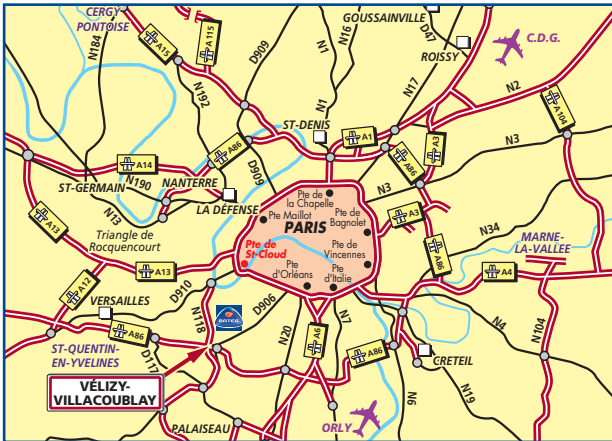 CERGY
PONTOISE
N184
A15
A115
D909
N1
N16
GOUSSAINVILLE
D47
ROISSY
C.D.G.
N192
N1
N17
N2
A104
ST-DENIS
A86
A1
A86
A3
N3
A14
ST-GERMAIN
N190
NANTERRE
D909
N13
LA DÉFENSE
Pte de
la Chapelle
N3
Pte Maillot
PARIS
Pte de
Bagnolet
A3
A13
Triangle de
Rocquencourt
Pte de
St-Cloud
Pte de
Vincennes
N34
A86
MARNE-
LA-VALLEE
A13
Pte
d'Orléans
Pte
d'Italie
A4
A12
D910
VERSAILLES
N118
D906
A86
ST-QUENTIN-
EN-YVELINES
D117
N20
A6
N7
A86
N4
N104
CRETEIL
VÉLIZY-
VILLACOUBLAY
N19
N6
PALAISEAU
ORLY